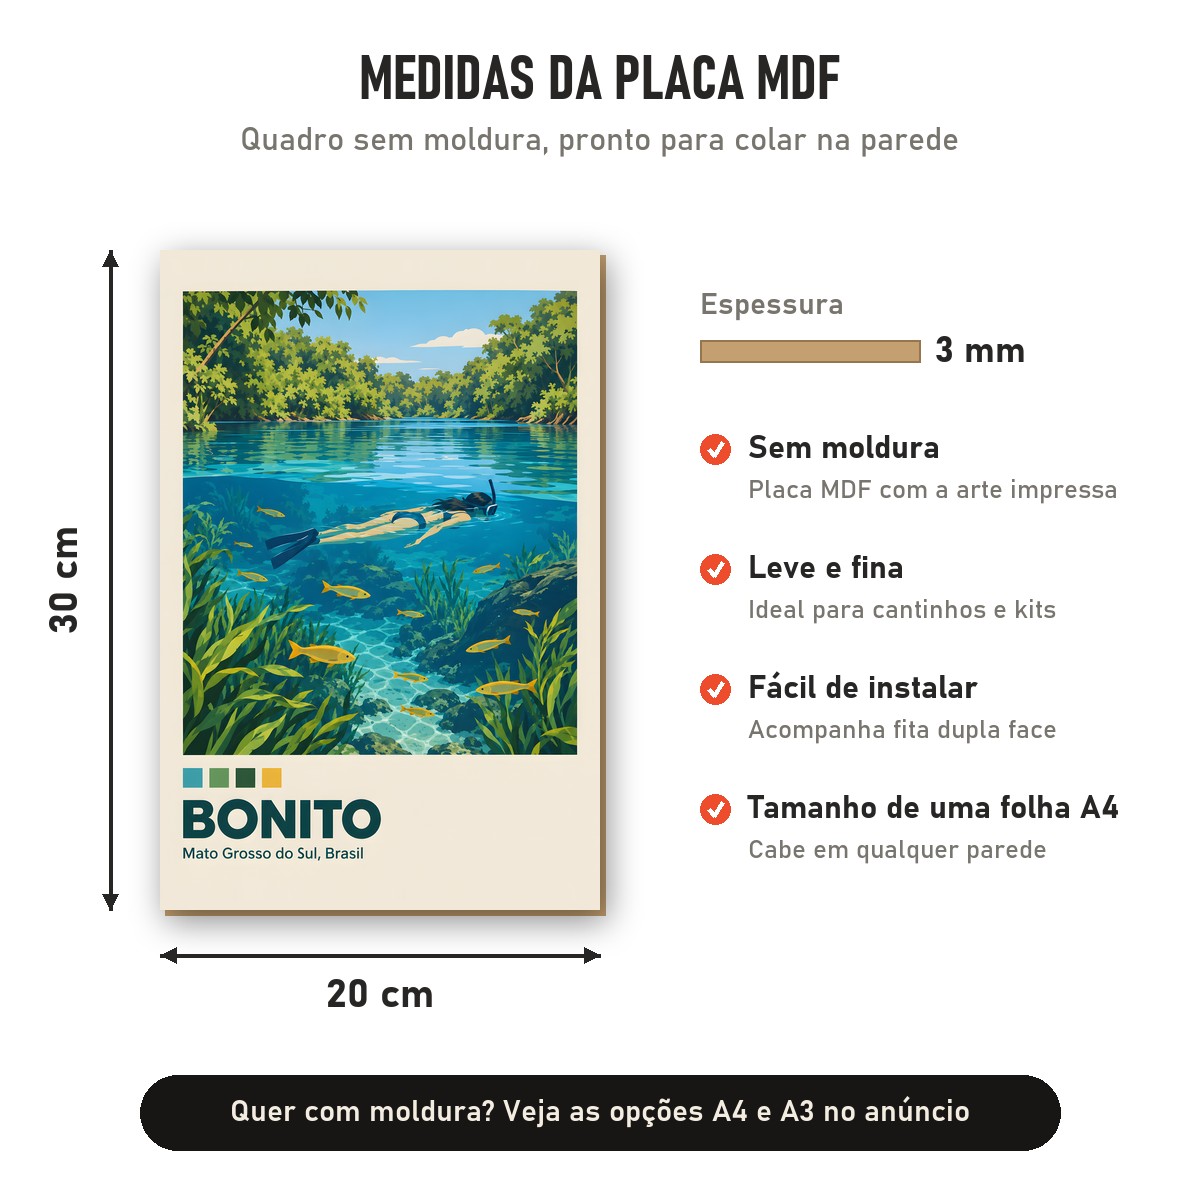 MEDIDAS DA PLACA MDF
Quadro sem moldura, pronto para colar na parede
30 cm
BONITO
Mato Grosso do Sul, Brasil
20 cm
Espessura
3 mm
Sem moldura
Placa MDF com a arte impressa
Leve e fina
Ideal para cantinhos e kits
Fácil de instalar
Acompanha fita dupla face
Tamanho de uma folha A4
Cabe em qualquer parede
Quer com moldura? Veja as opções A4 e A3 no anúncio